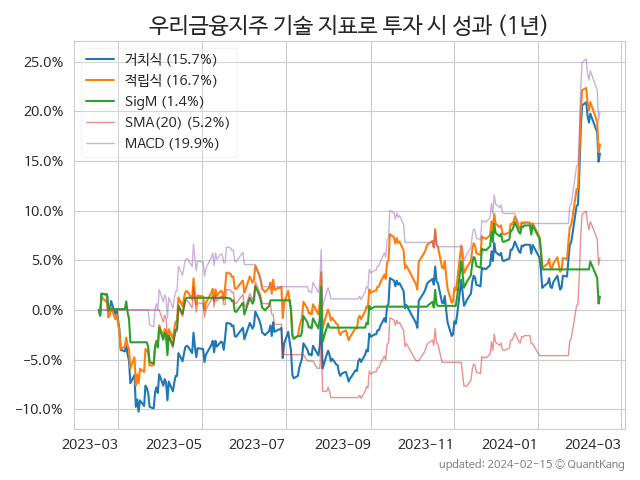 우리금융지주 기술 지표로 투자 시 성과 (1년)
거치식 (15.7%)
적립식 (16.7%)
SigM (1.4%)
SMA(20) (5.2%)
MACD (19.9%)
25.0%
20.0%
15.0%
10.0%
5.0%
0.0%
−5.0%
−10.0%
2023−03 2023−05 2023−07 2023−09 2023−11 2024−01 2024−03
updated: 2024-02-15 © QuantKang